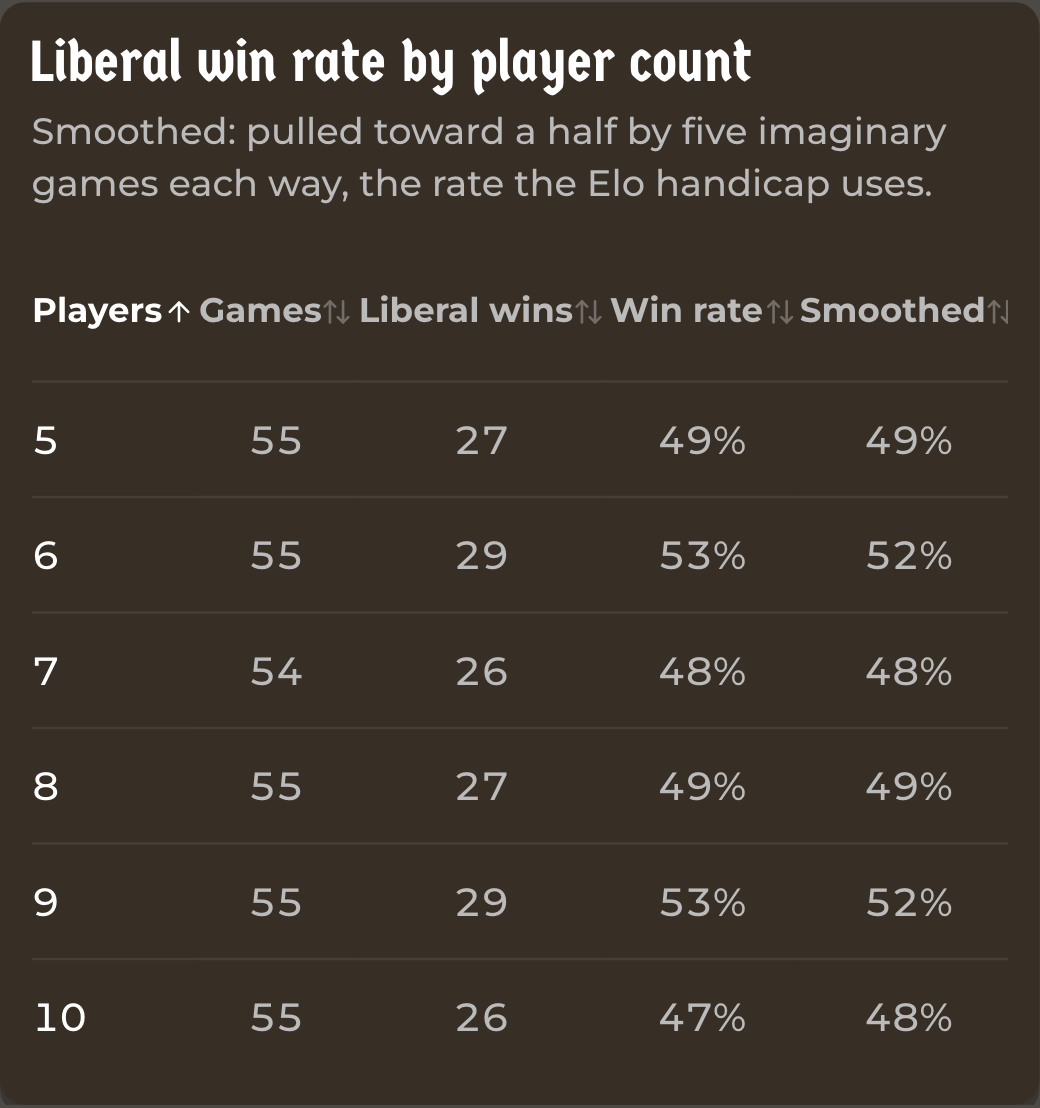 Liberal win rate by player count
Smoothed: pulled toward a half by five imaginary
games each way, the rate the Elo handicap uses.
Players↑ Games↑↓ Liberal wins↑↓ Win rate↑↓ Smoothed↑↓
5 55 27 49% 49%
6 55 29 53% 52%
7 54 26 48% 48%
8 55 27 49% 49%
9 55 29 53% 52%
10 55 26 47% 48%